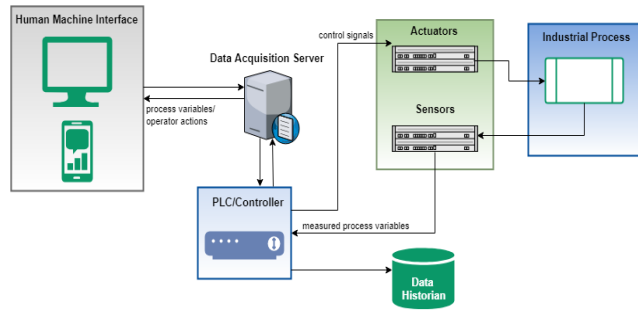 Human Machine Interface
Data Acquisition Server
control signals
Actuators
Industrial Process
process variables/
operator actions
Sensors
PLC/Controller
measured process variables
Data
Historian